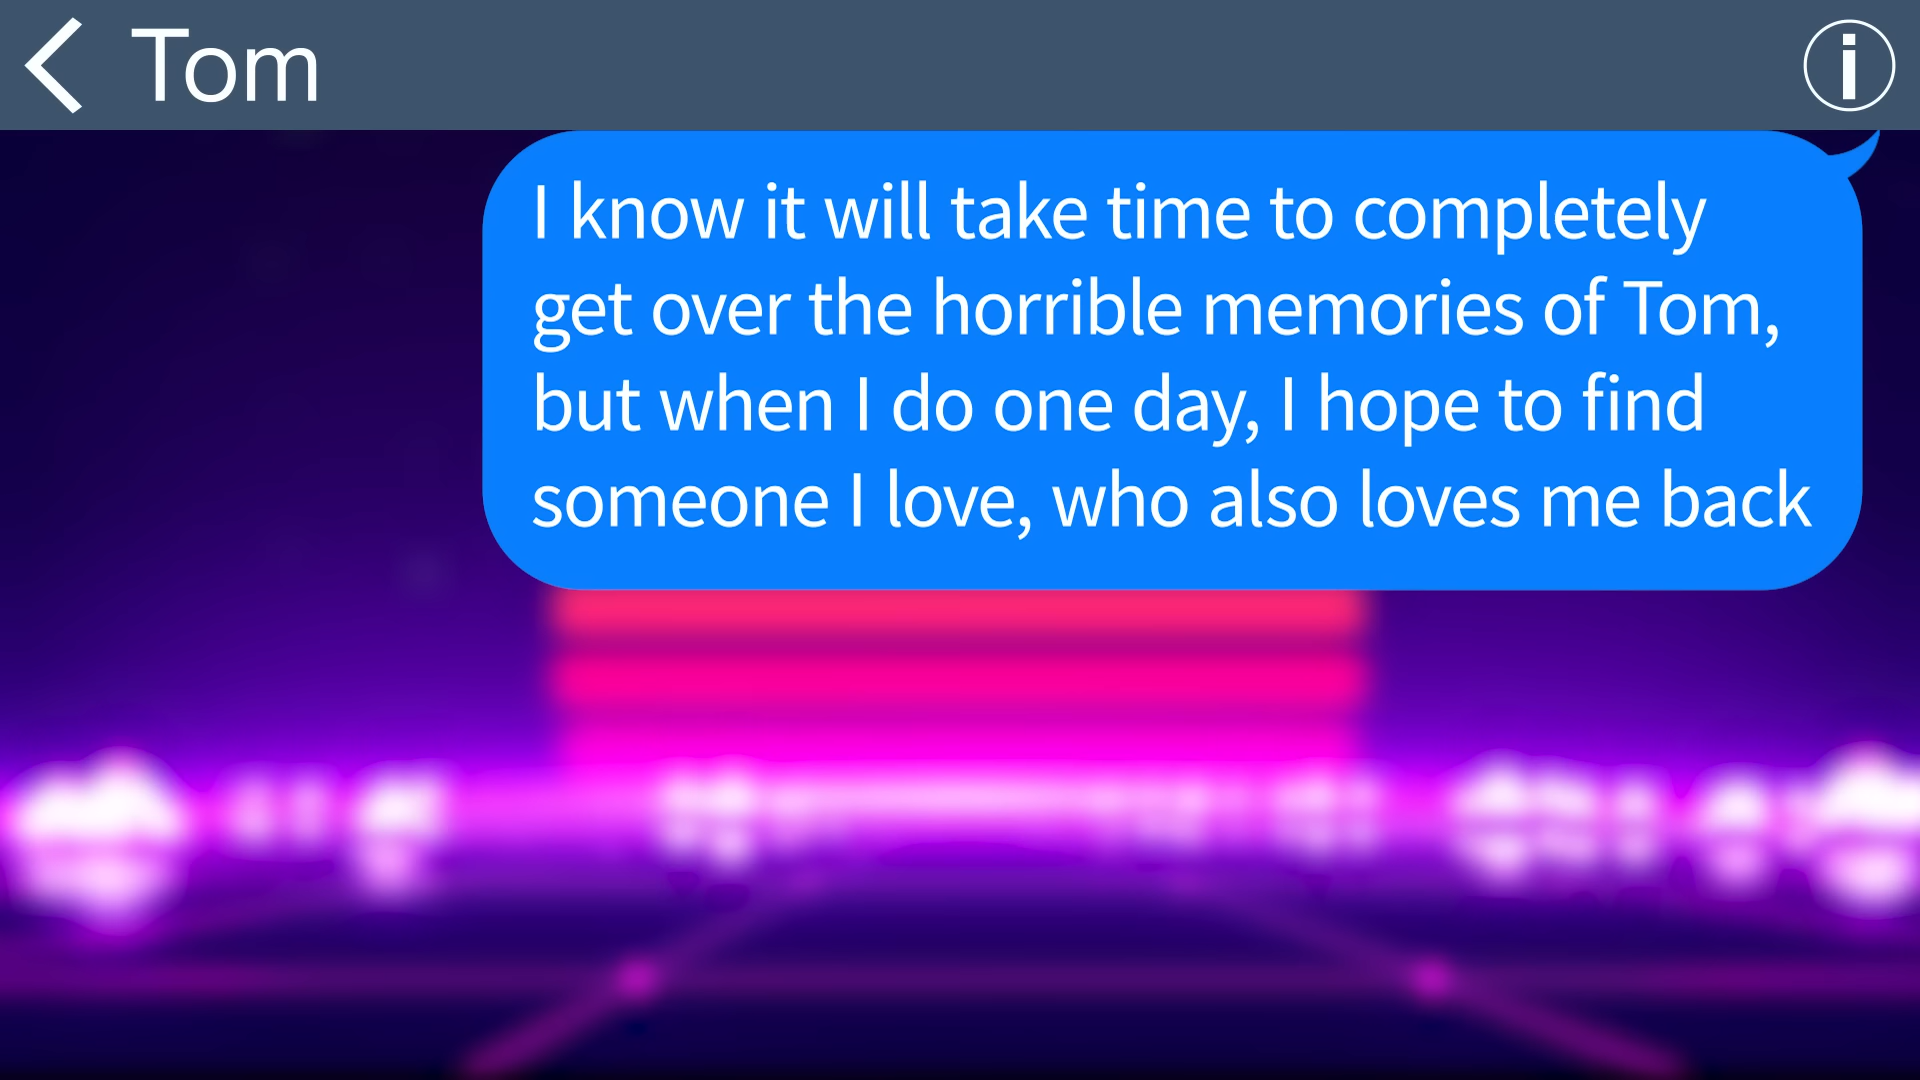 Tom
I know it will take time to completely
get over the horrible memories of Tom,
but when I do one day, I hope to find
someone I love, who also loves me back